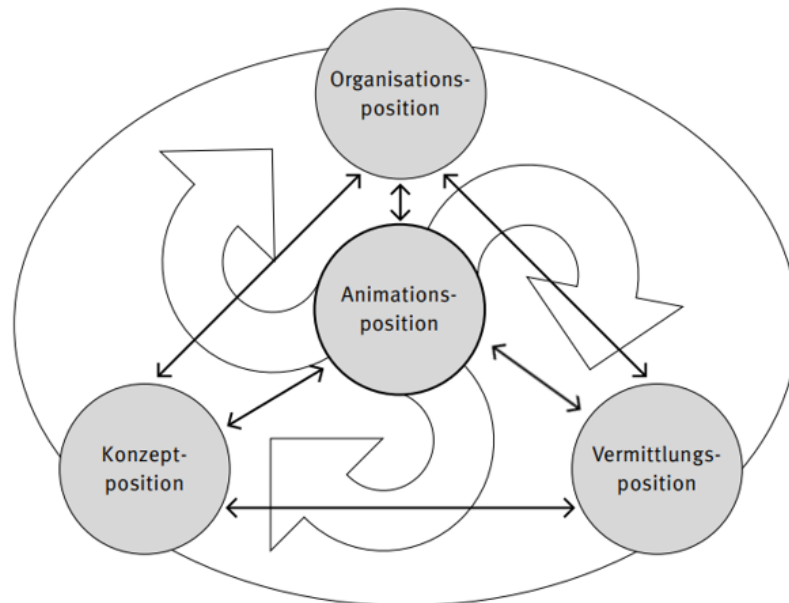 Organisations-
position
Animations-
position
Konzept-
position
Vermittlungs-
position